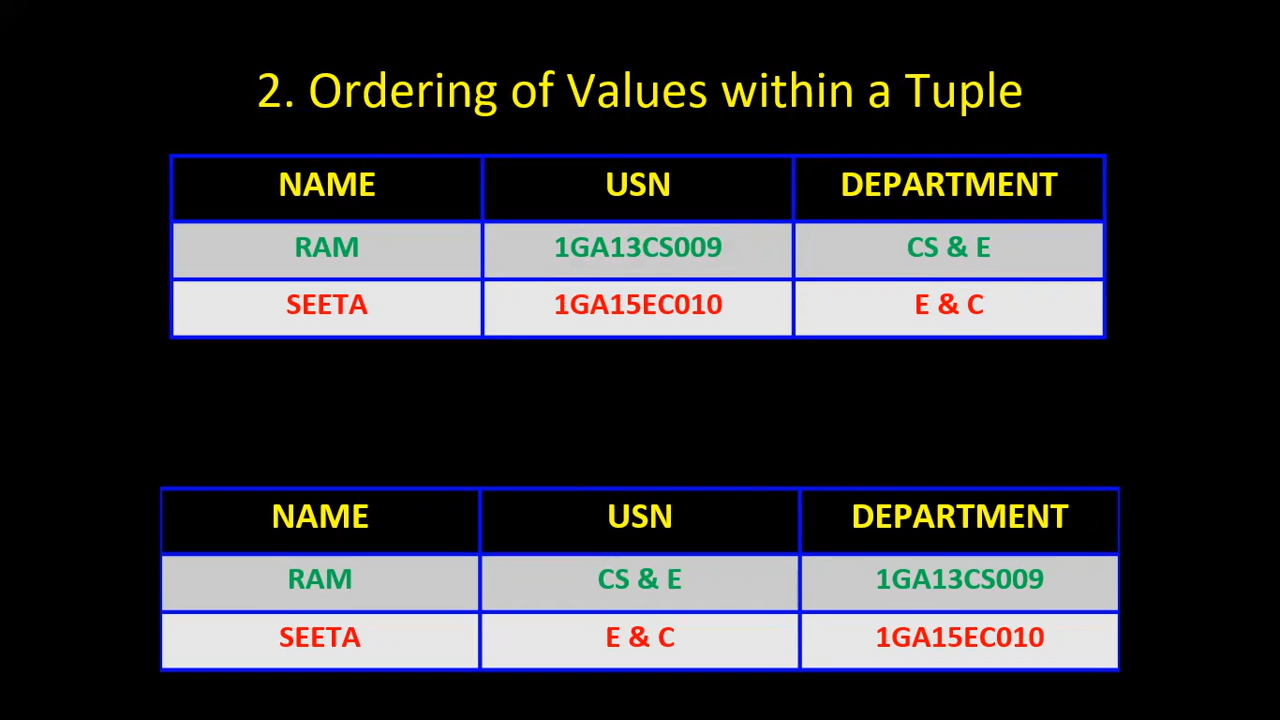 2. Ordering of Values within a Tuple
NAME USN DEPARTMENT
RAM 1GA13CS009 CS & E
SEETA 1GA15EC010 E & C
NAME USN DEPARTMENT
RAM CS & E 1GA13CS009
SEETA E & C 1GA15EC010